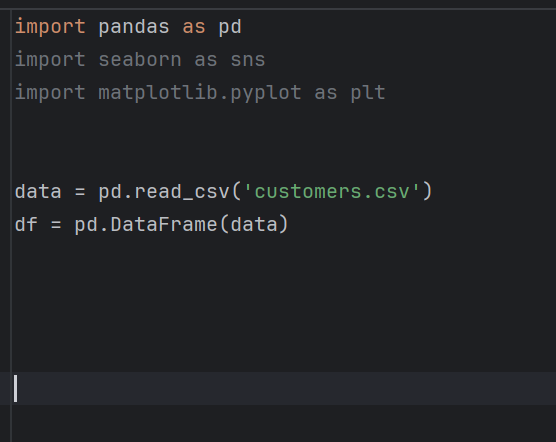 import pandas as pd
import seaborn as sns
import matplotlib.pyplot as plt
data = pd.read_csv('customers.csv')
df = pd.DataFrame(data)